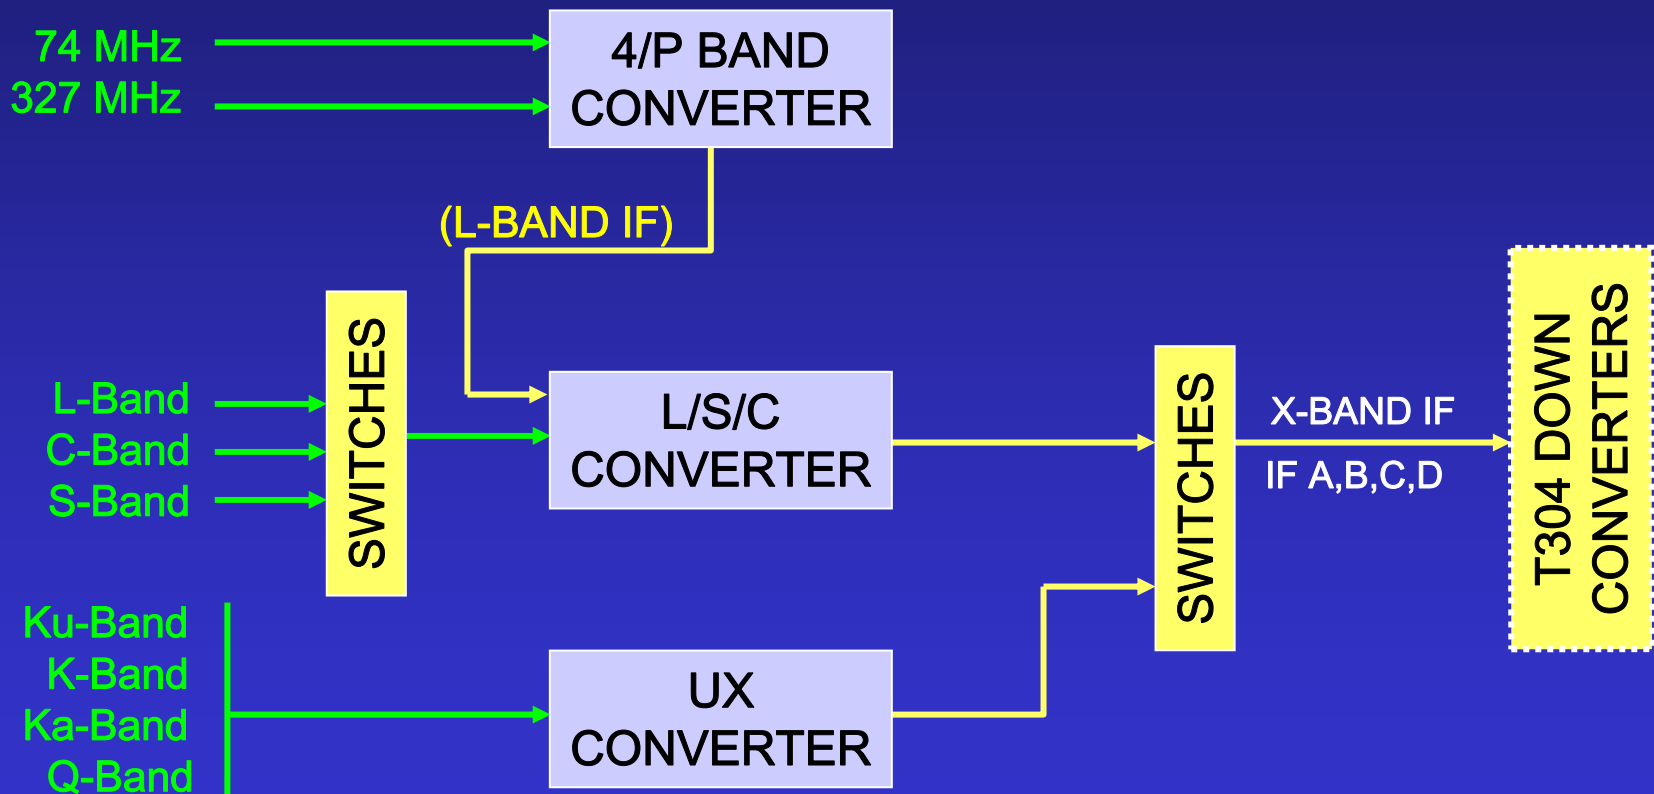 74 MHz
327 MHz
4/P BAND
CONVERTER
(L-BAND IF)
L-Band
C-Band
S-Band
SWITCHES
L/S/C
CONVERTER
SWITCHES
X-BAND IF
IF A,B,C,D
T304 DOWN
CONVERTERS
Ku-Band
K-Band
Ka-Band
Q-Band
UX
CONVERTER